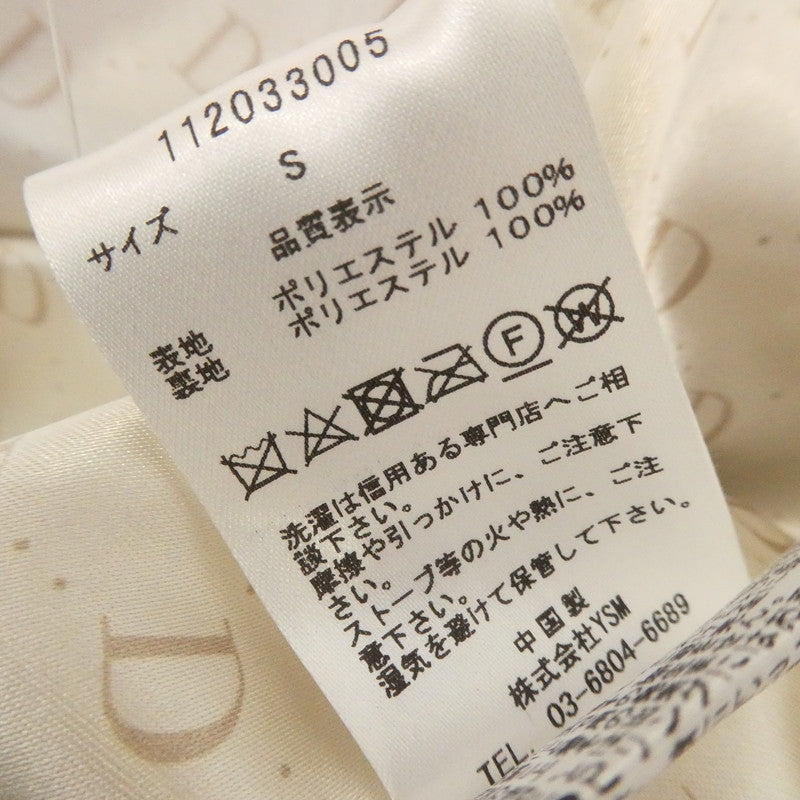 112033005
サイズ S
品質表示
表地 ポリエステル 100%
裏地 ポリエステル 100%
F
W
洗濯は信用ある専門店へご相
談下さい。
摩擦や引っかけに、ご注意下
さい。
ストーブ等の火や熱に、ご注
意下さい。
湿気を避けて保管して下さい。
中国製
株式会社YSM
TEL. 03-6804-6689
D
D
D
D
D